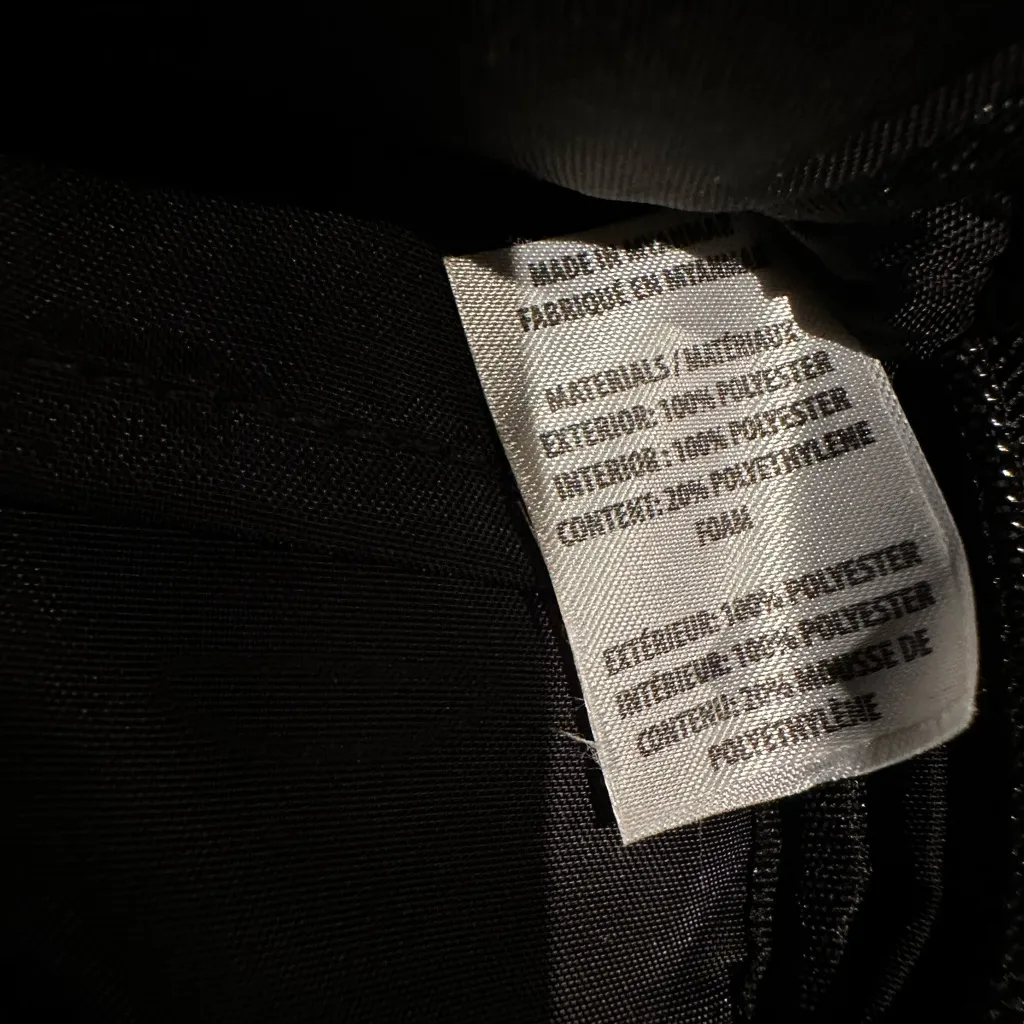 MADE IN MYANMAR
FABRIQUE EN MYANMAR
MATERIALS / MATÉRIAUX
EXTERIOR: 100% POLYESTER
INTERIOR: 100% POLYESTER
CONTENT: 20% POLYETHYLENE
FOAM
EXTÉRIEUR: 100% POLYESTER
INTÉRIEUR: 100% POLYESTER
CONTENU: 20% MOUSSE DE
POLYETHYLÈNE